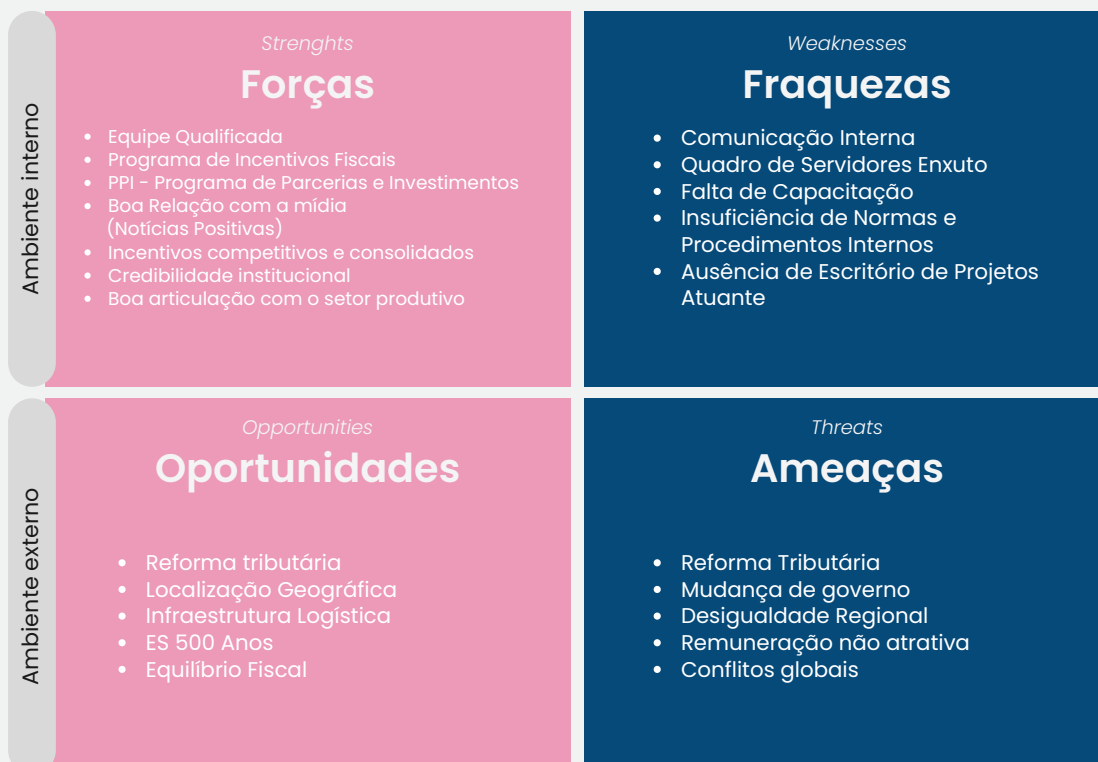 Ambiente interno
Strenghts
Forças
• Equipe Qualificada
• Programa de Incentivos Fiscais
• PPI - Programa de Parcerias e Investimentos
• Boa Relação com a mídia
(Notícias Positivas)
• Incentivos competitivos e consolidados
• Credibilidade institucional
• Boa articulação com o setor produtivo
Weaknesses
Fraquezas
• Comunicação Interna
• Quadro de Servidores Enxuto
• Falta de Capacitação
• Insuficiência de Normas e
Procedimentos Internos
• Ausência de Escritório de Projetos
Atuante
Ambiente externo
Opportunities
Oportunidades
• Reforma tributária
• Localização Geográfica
• Infraestrutura Logística
• ES 500 Anos
• Equilíbrio Fiscal
Threats
Ameaças
• Reforma Tributária
• Mudança de governo
• Desigualdade Regional
• Remuneração não atrativa
• Conflitos globais